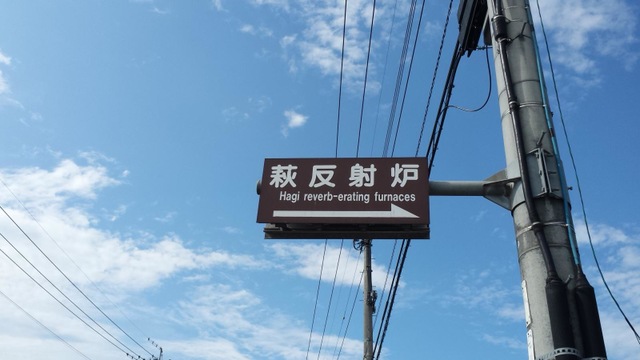 萩反射炉
Hagi reverb-erating furnaces